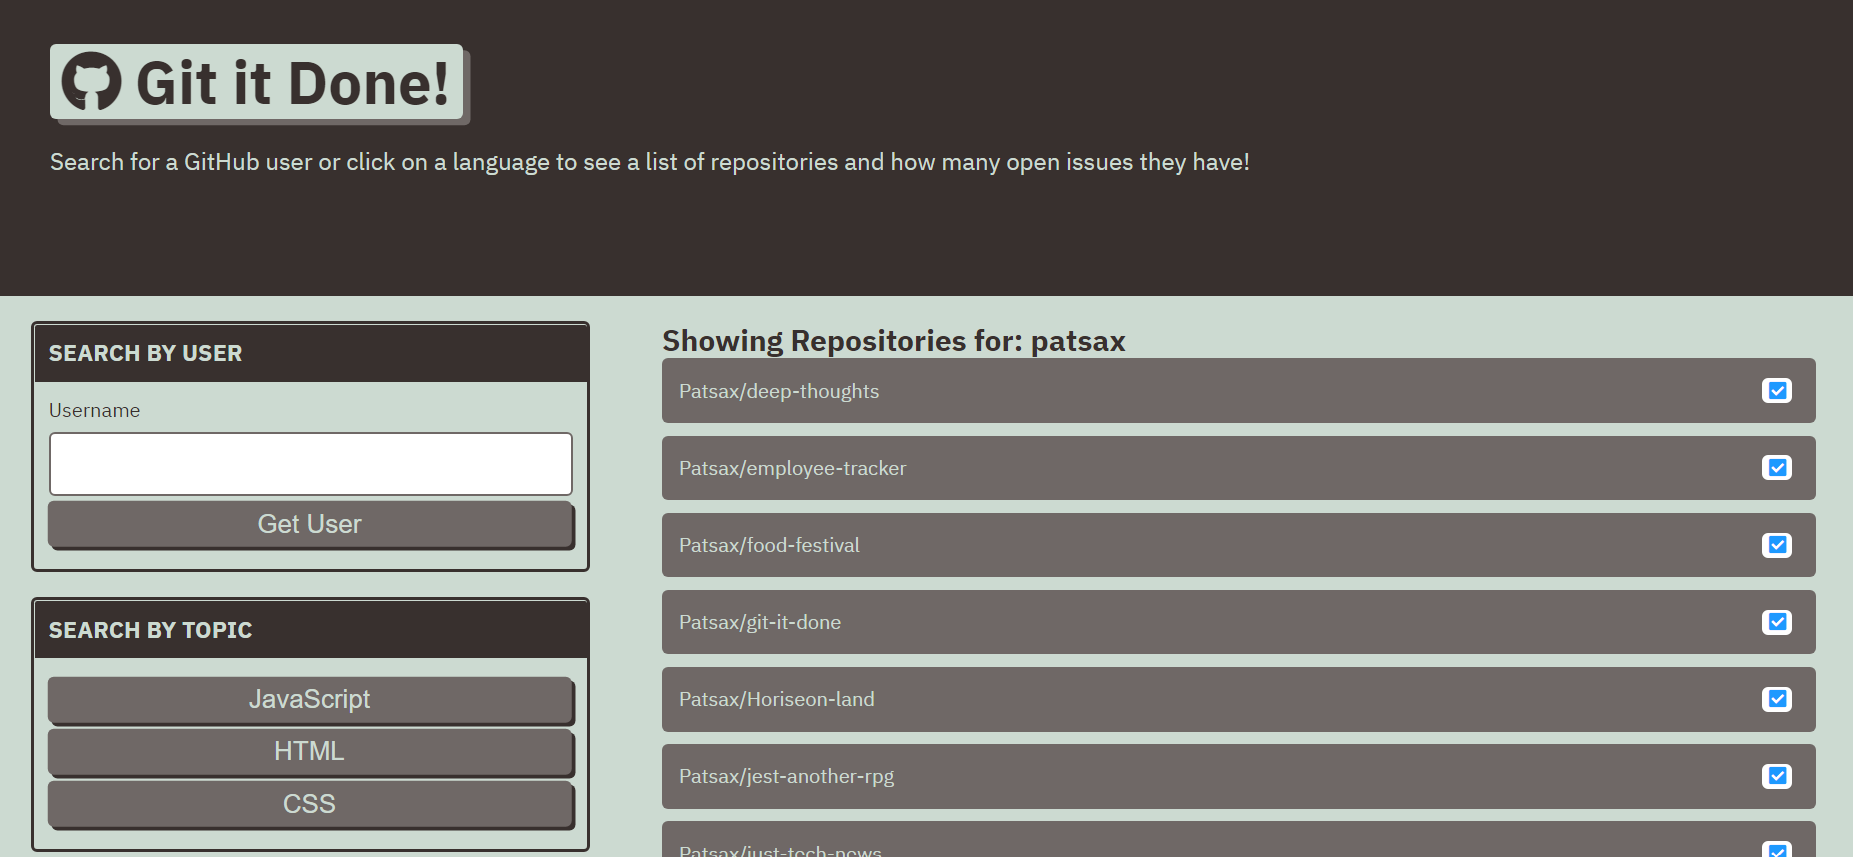 Git it Done!
Search for a GitHub user or click on a language to see a list of repositories and how many open issues they have!
SEARCH BY USER
Username
Get User
SEARCH BY TOPIC
JavaScript
HTML
CSS
Showing Repositories for: patsax
Patsax/deep-thoughts
Patsax/employee-tracker
Patsax/food-festival
Patsax/git-it-done
Patsax/Horiseon-land
Patsax/jest-another-rpg
Patsax/just-tech-news